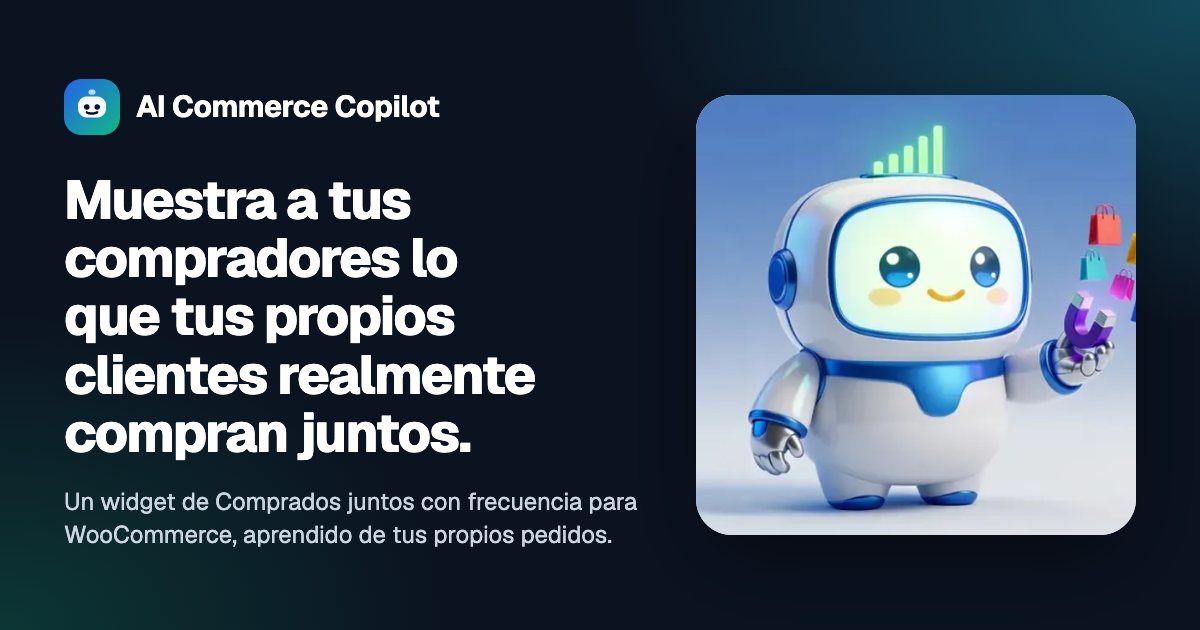 AI Commerce Copilot
Muestra a tus
compradores lo
que tus propios
clientes realmente
compran juntos.
Un widget de Comprados juntos con frecuencia para
WooCommerce, aprendido de tus propios pedidos.